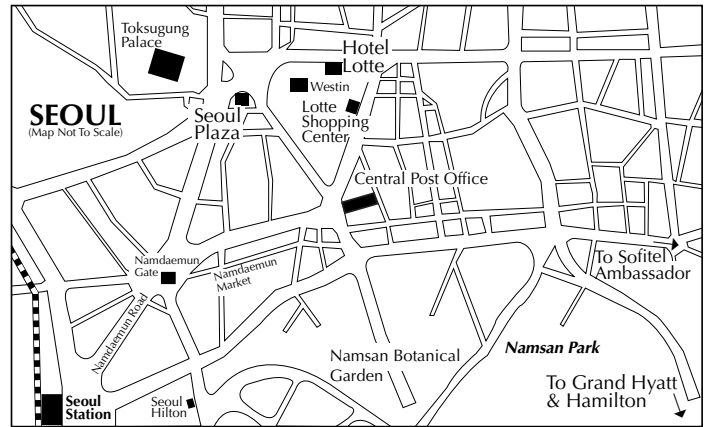 Toksugung
Palace
Hotel
Lotte
Westin
SEOUL
(Map Not To Scale)
Seoul
Plaza
Lotte
Shopping
Center
Central Post Office
Namdaemun
Gate
Namdaemun
Market
To Sofitel
Ambassador
Namdaemun Road
Namsan Botanical
Garden
Namsan Park
To Grand Hyatt
& Hamilton
Seoul
Station
Seoul
Hilton